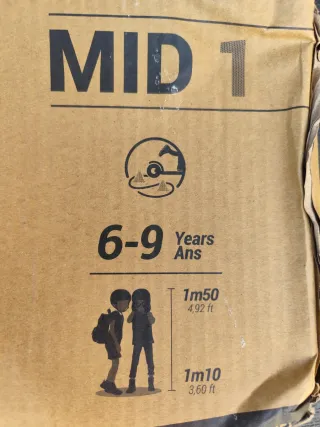 MID 1
6-9 Years
Ans
1m50
4,92 ft
1m10
3,60 ft